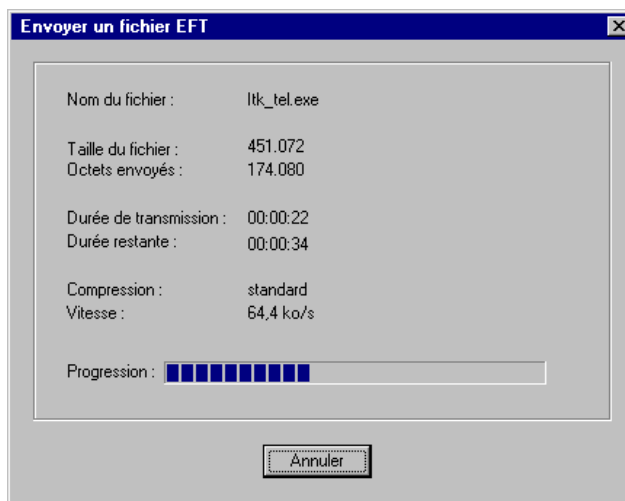 Envoyer un fichier EFT
Nom du fichier : ltk_tel.exe
Taille du fichier : 451.072
Octets envoyés : 174.080
Durée de transmission : 00:00:22
Durée restante : 00:00:34
Compression : standard
Vitesse : 64,4 ko/s
Progression :
Annuler